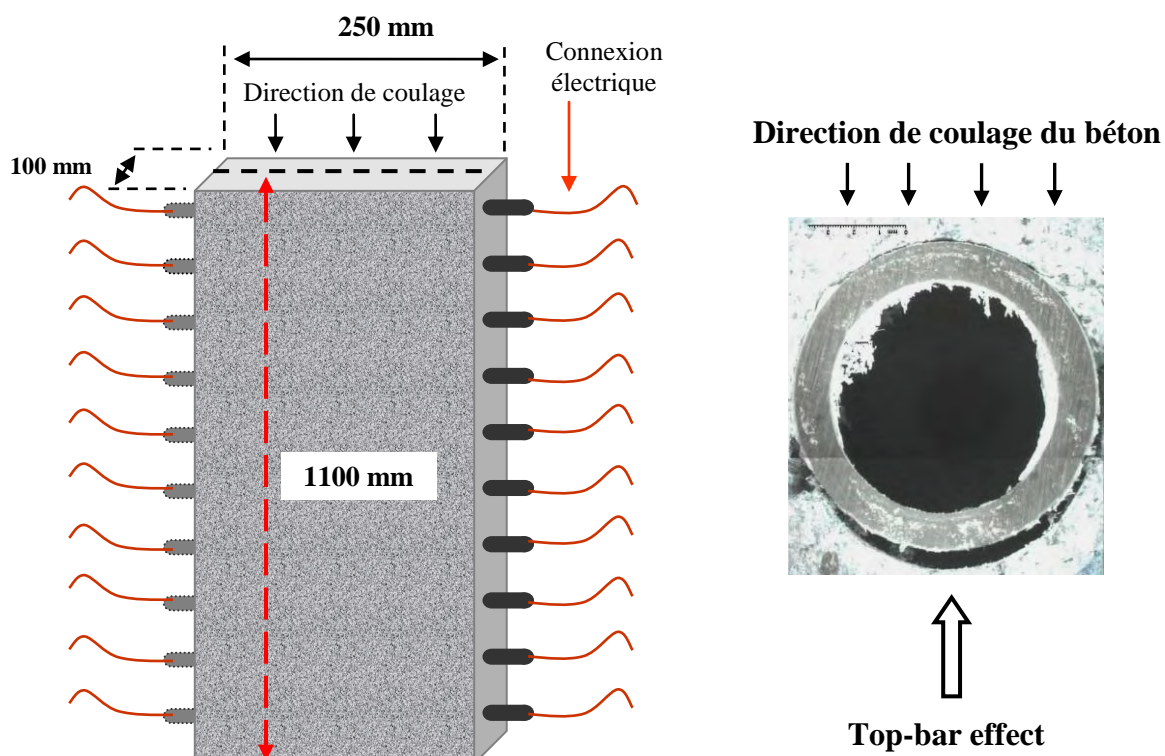 250 mm
Connexion
électrique
Direction de coulage
100 mm
1100 mm
Direction de coulage du béton
Top-bar effect